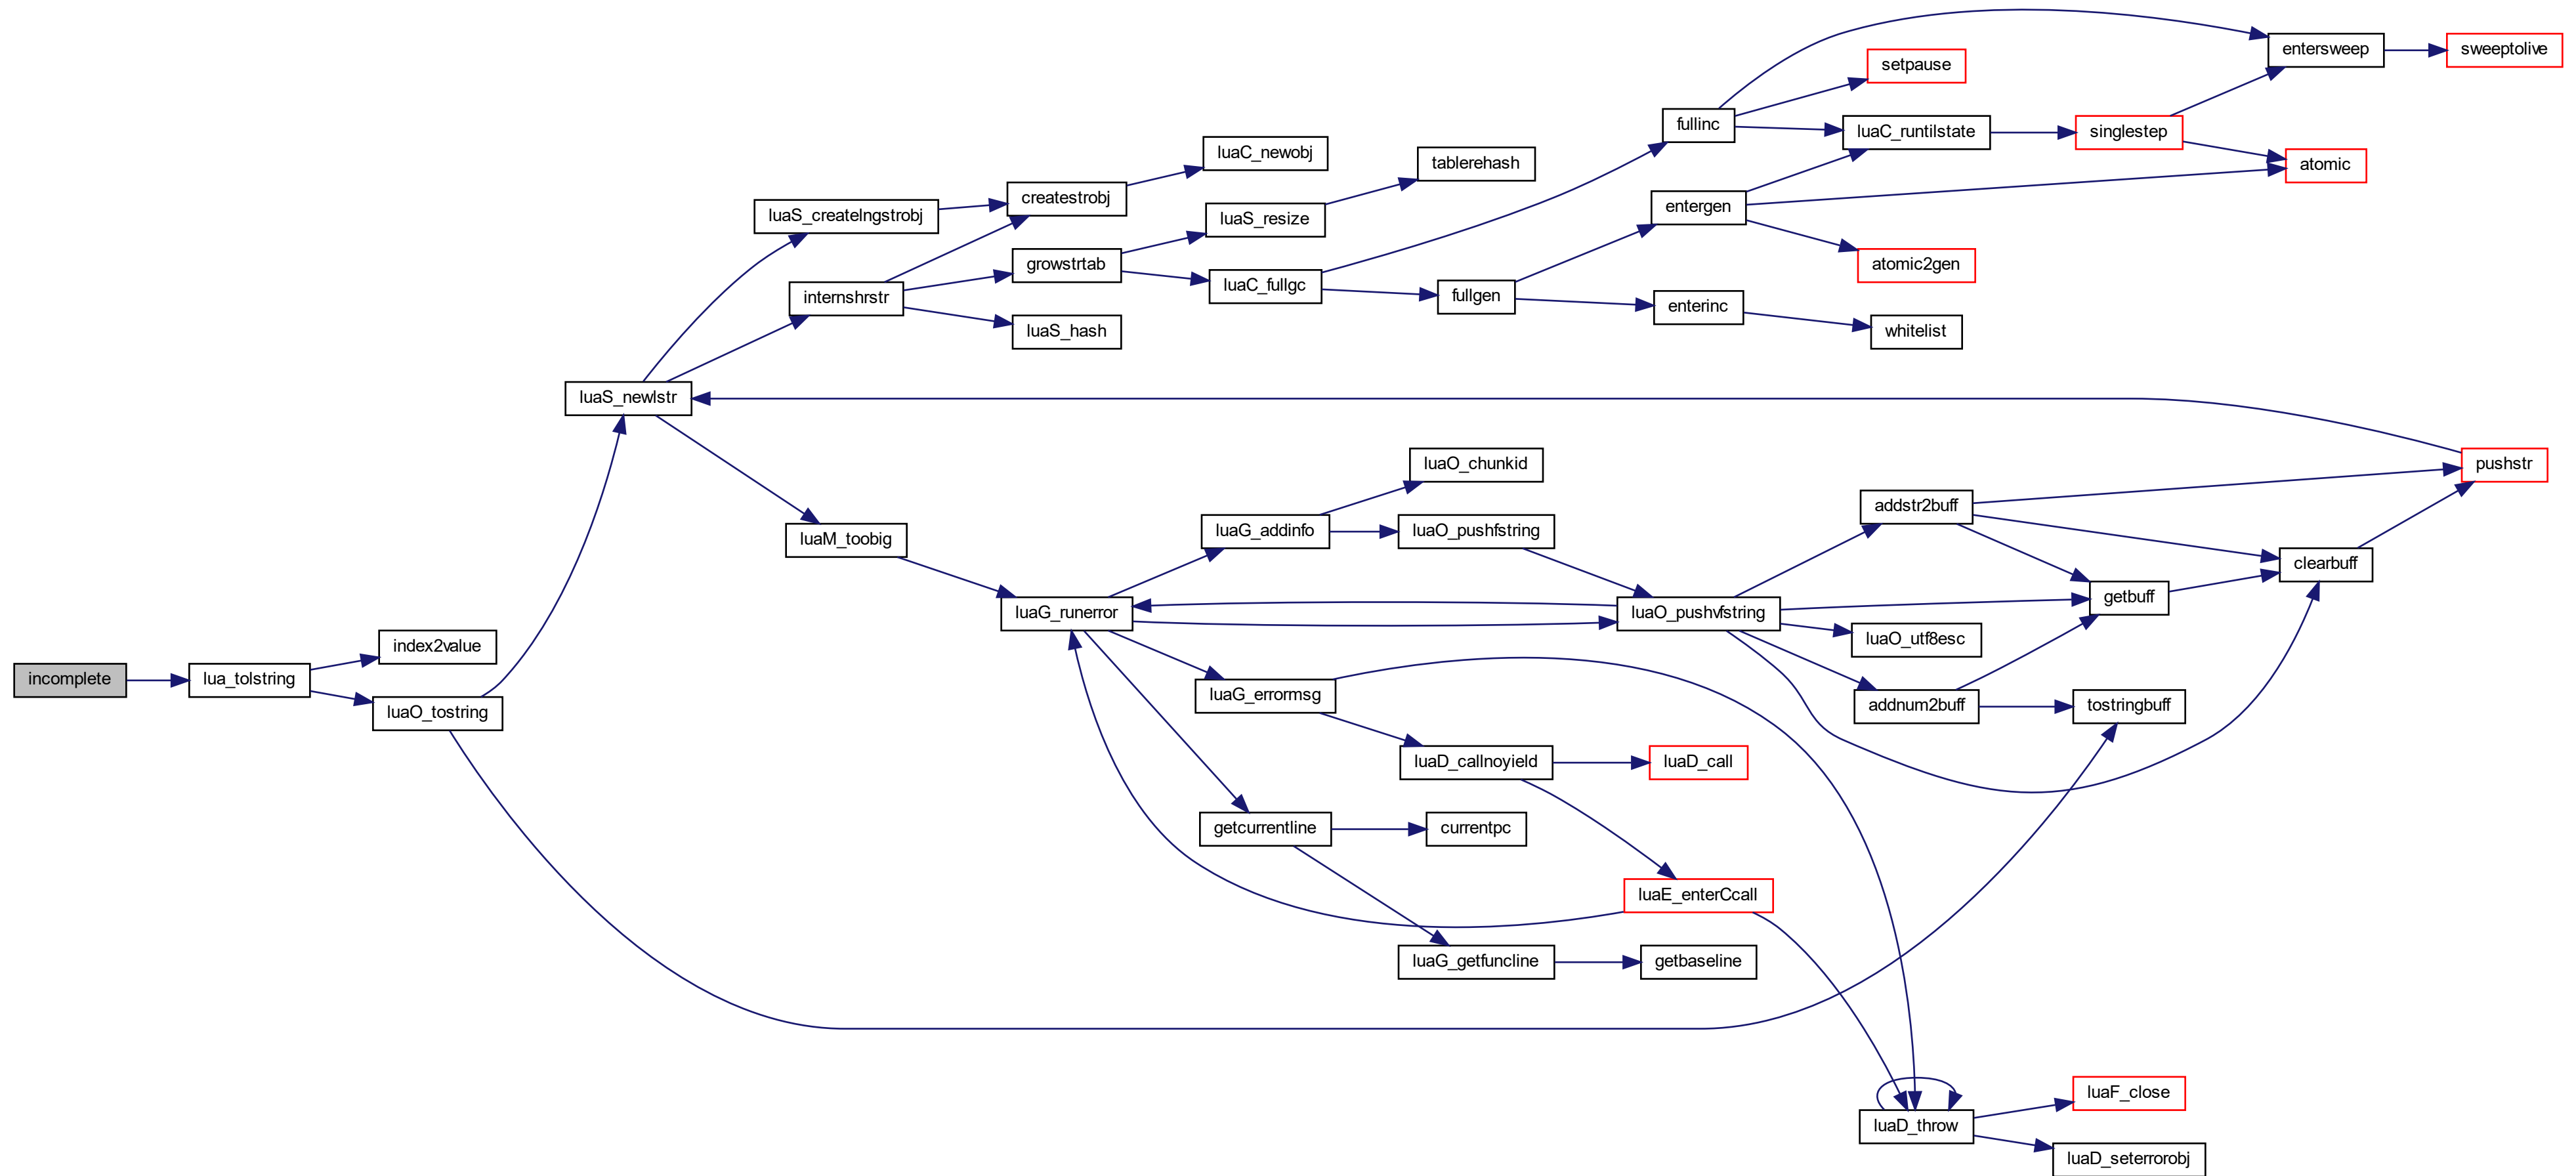 incomplete
lua_tolstring
index2value
luaO_tostring
luaS_newlstr
luaS_createlngstrobj
internshrstr
luaM_toobig
createstrobj
growstrtab
luaS_hash
luaC_newobj
luaS_resize
luaC_fullgc
tablerehash
fullgen
fullinc
entergen
enterinc
setpause
luaC_runtilstate
atomic2gen
whitelist
singlestep
entersweep
atomic
sweeptolive
luaG_runerror
luaG_addinfo
luaG_errormsg
getcurrentline
luaO_chunkid
luaO_pushfstring
luaD_callnoyield
currentpc
luaG_getfuncline
luaO_pushvfstring
luaD_call
luaE_enterCcall
getbaseline
addstr2buff
luaO_utf8esc
addnum2buff
getbuff
tostringbuff
clearbuff
pushstr
luaD_throw
luaF_close
luaD_seterrorobj